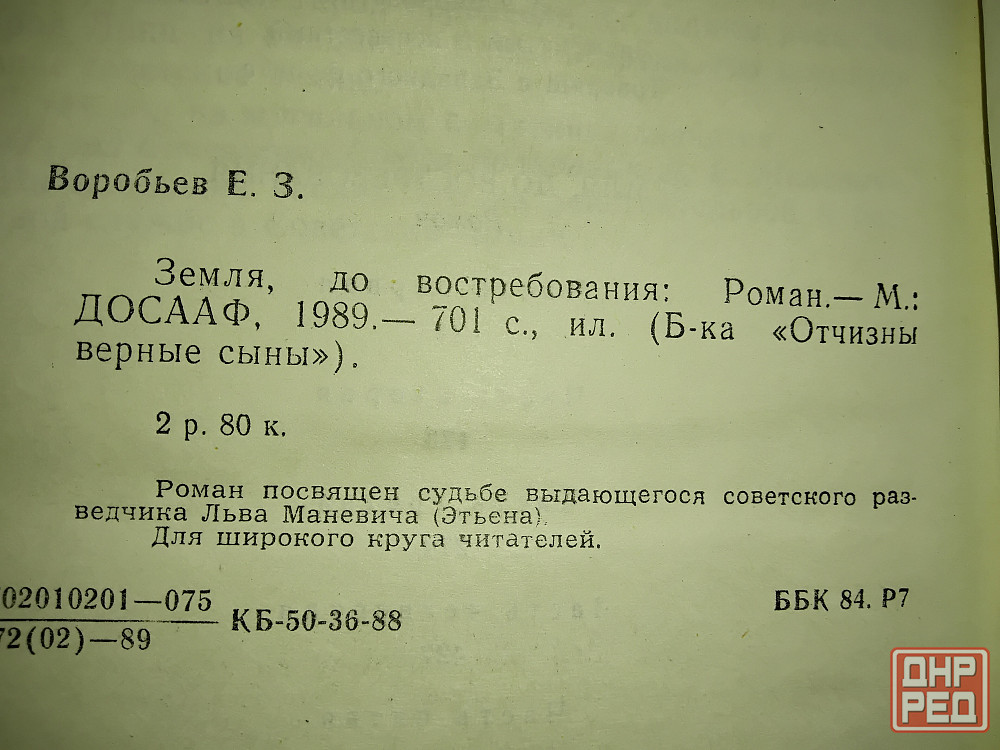 Воробьев Е. З.
Земля, до востребования: Роман.— М.:
ДОСААФ, 1989.— 701 с., ил. (Б-ка «Отчизны
верные сыны»).
2 р. 80 к.
Роман посвящен судьбе выдающегося советского раз-
ведчика Льва Маневича (Этьена).
Для широкого круга читателей.
02010201—075
72(02)—89
КБ-50-36-88
ББК 84. Р7
ДНР
РЕД